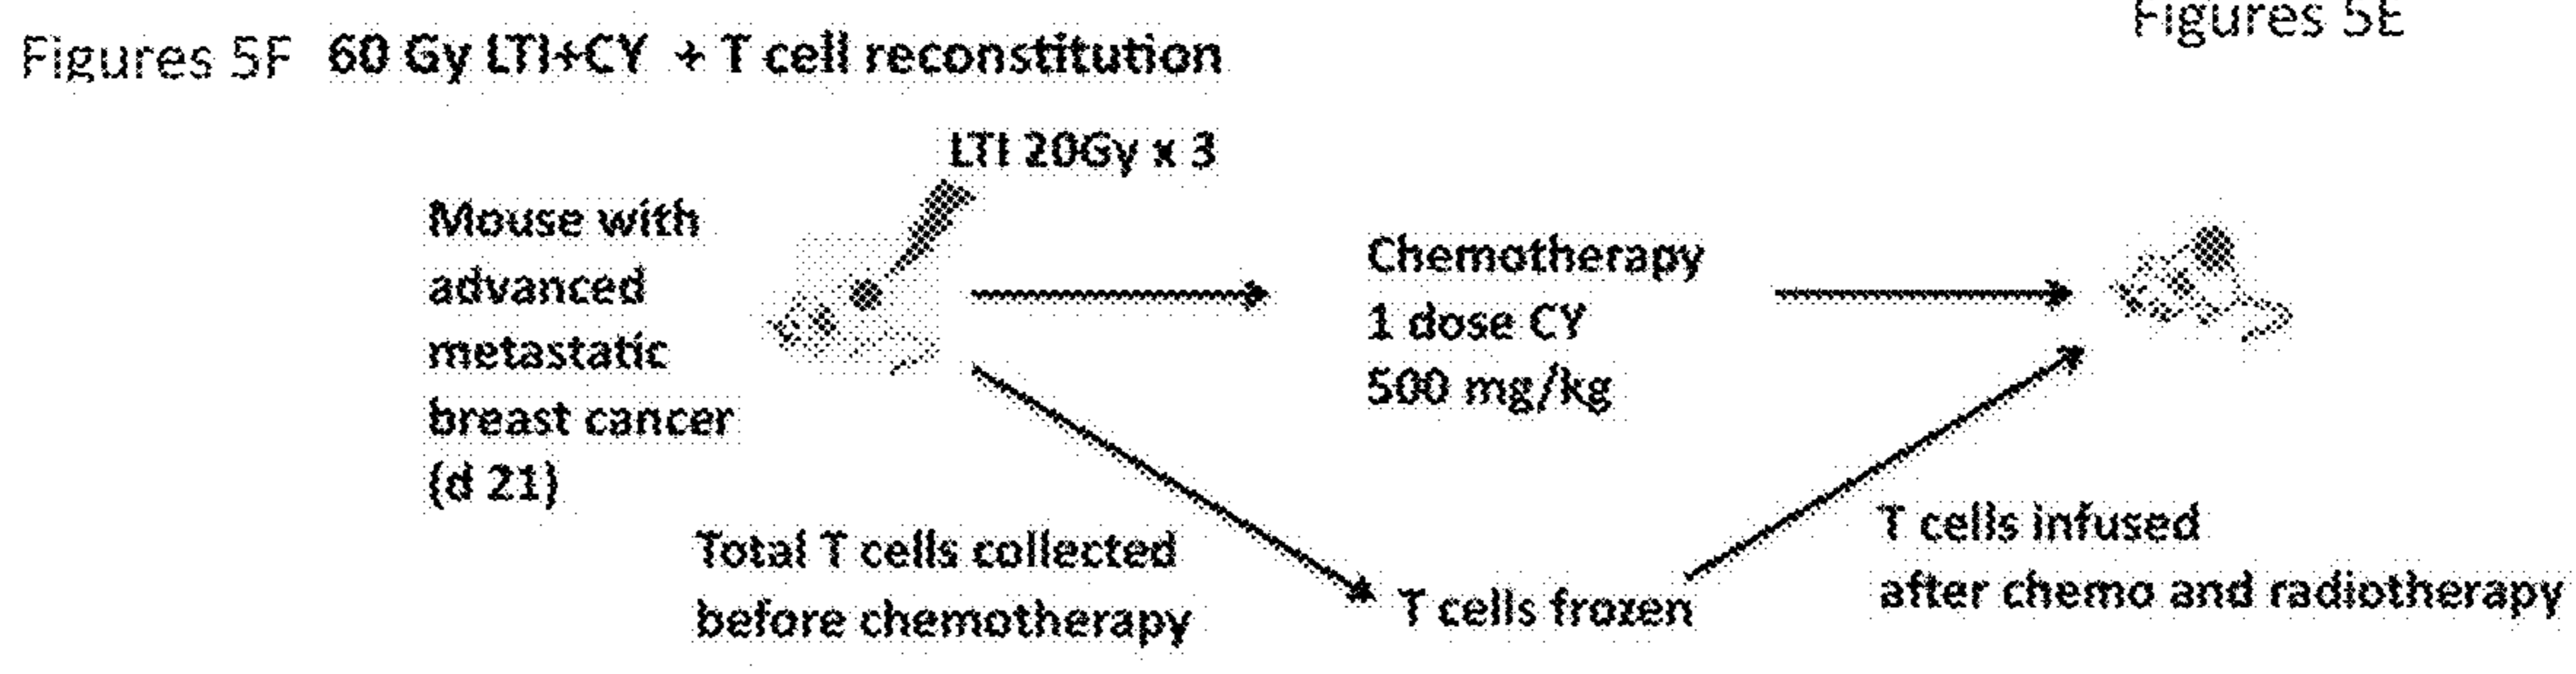 Figures 5E
Figures 5F 60 Gy LTI+CY + T cell reconstitution
LTI 20Gy x 3
Mouse with
advanced
metastatic
breast cancer
(d 21)
Chemotherapy
1 dose CY
500 mg/kg
Total T cells collected
before chemotherapy
T cells frozen
T cells infused
after chemo and radiotherapy